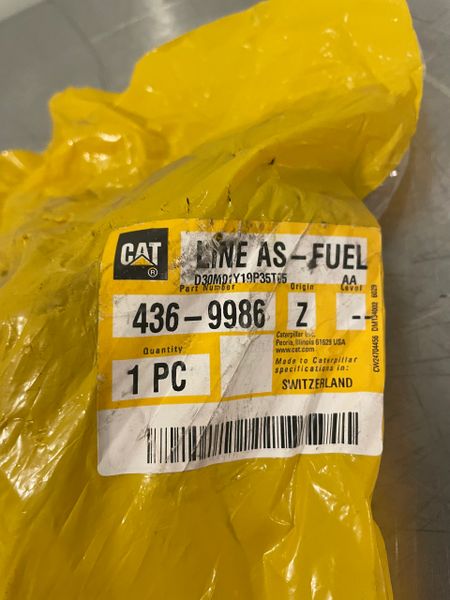 CAT
®
LINE AS-FUEL
AA
Part Number
Origin
Level
436-9986
Z
--
Caterpillar Inc.
Peoria, Illinois 61629 USA
www.cat.com
Quantity
1 PC
Made to Caterpillar
specifications in:
SWITZERLAND